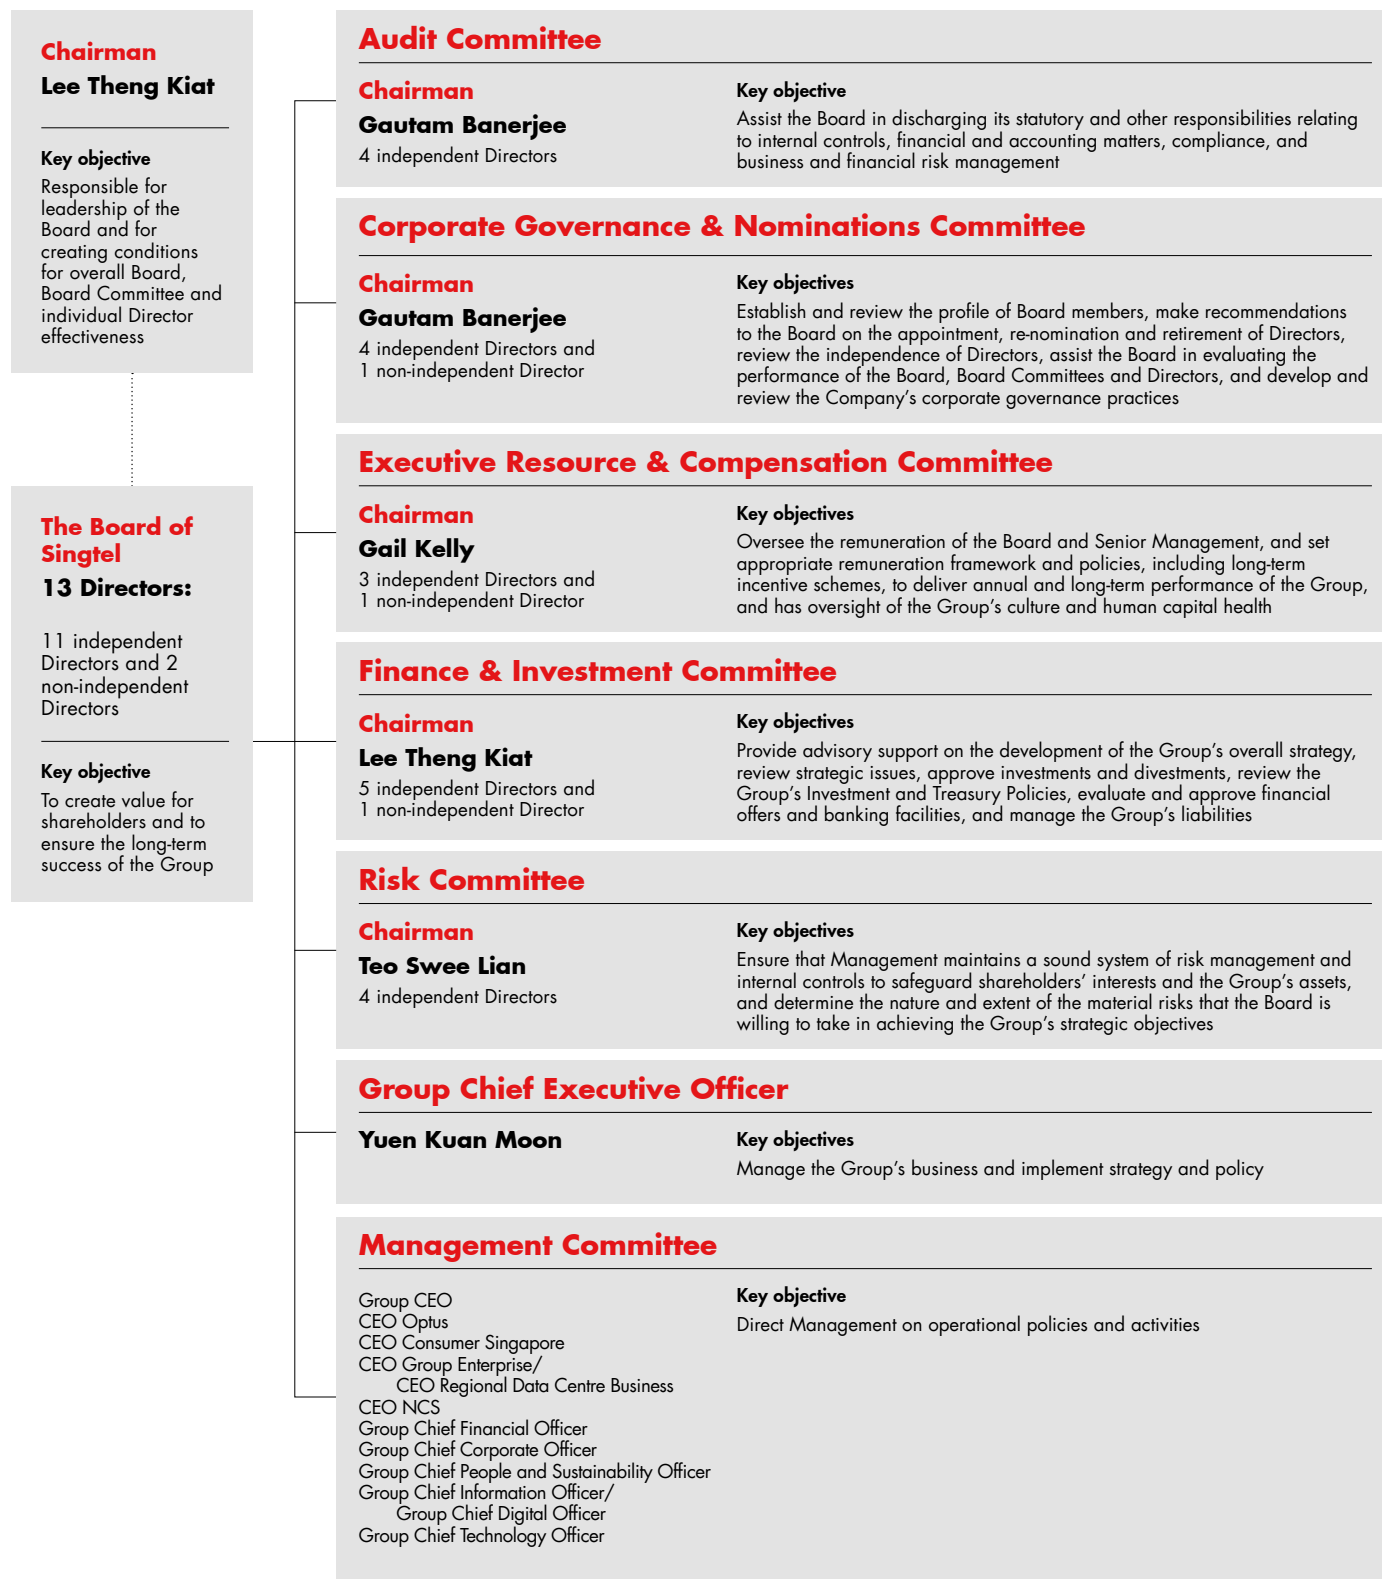 Chairman
Lee Theng Kiat
Key objective
Responsible for
leadership of the
Board and for
creating conditions
for overall Board,
Board Committee and
individual Director
effectiveness
The Board of
Singtel
13 Directors:
11 independent
Directors and 2
non-independent
Directors
Key objective
To create value for
shareholders and to
ensure the long-term
success of the Group
Audit Committee
Chairman
Gautam Banerjee
4 independent Directors
Key objective
Assist the Board in discharging its statutory and other responsibilities relating
to internal controls, financial and accounting matters, compliance, and
business and financial risk management
Corporate Governance & Nominations Committee
Chairman
Gautam Banerjee
4 independent Directors and
1 non-independent Director
Key objectives
Establish and review the profile of Board members, make recommendations
to the Board on the appointment, re-nomination and retirement of Directors,
review the independence of Directors, assist the Board in evaluating the
performance of the Board, Board Committees and Directors, and develop and
review the Company's corporate governance practices
Executive Resource & Compensation Committee
Chairman
Gail Kelly
3 independent Directors and
1 non-independent Director
Key objectives
Oversee the remuneration of the Board and Senior Management, and set
appropriate remuneration framework and policies, including long-term
incentive schemes, to deliver annual and long-term performance of the Group,
and has oversight of the Group's culture and human capital health
Finance & Investment Committee
Chairman
Lee Theng Kiat
5 independent Directors and
1 non-independent Director
Key objectives
Provide advisory support on the development of the Group's overall strategy,
review strategic issues, approve investments and divestments, review the
Group's Investment and Treasury Policies, evaluate and approve financial
offers and banking facilities, and manage the Group's liabilities
Risk Committee
Chairman
Teo Swee Lian
4 independent Directors
Key objectives
Ensure that Management maintains a sound system of risk management and
internal controls to safeguard shareholders' interests and the Group's assets,
and determine the nature and extent of the material risks that the Board is
willing to take in achieving the Group's strategic objectives
Group Chief Executive Officer
Yuen Kuan Moon
Key objectives
Manage the Group's business and implement strategy and policy
Management Committee
Group CEO
CEO Optus
CEO Consumer Singapore
CEO Group Enterprise/
CEO Regional Data Centre Business
CEO NCS
Group Chief Financial Officer
Group Chief Corporate Officer
Group Chief People and Sustainability Officer
Group Chief Information Officer/
Group Chief Digital Officer
Group Chief Technology Officer
Key objective
Direct Management on operational policies and activities